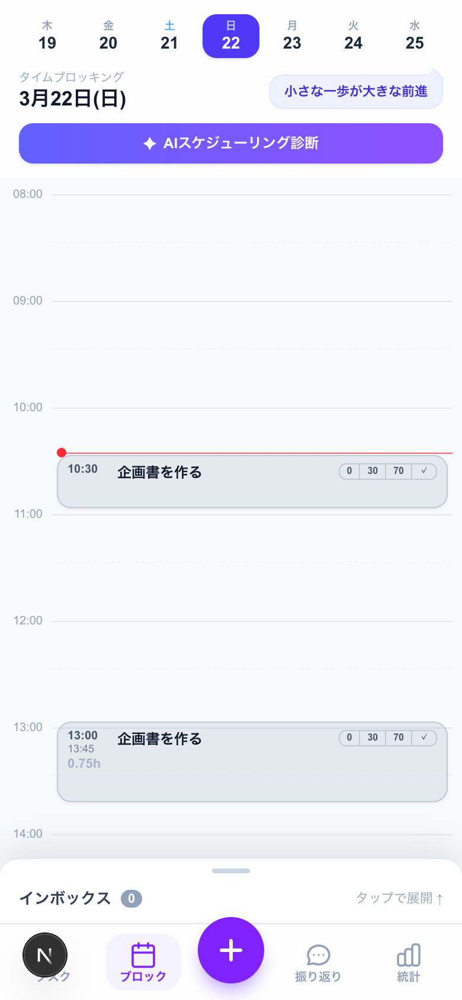 木 金 土 日 月 火 水
19 20 21 22 23 24 25
タイムブロッキング
3月22日(日)
小さな一歩が大きな前進
AIスケジューリング診断
08:00
09:00
10:00
10:30 企画書を作る 0 30 70 ✓
11:00
12:00
13:00
13:00 企画書を作る 0 30 70 ✓
13:45
0.75h
14:00
インボックス 0 タップで展開 ↑
N
ブロック 振り返り 統計